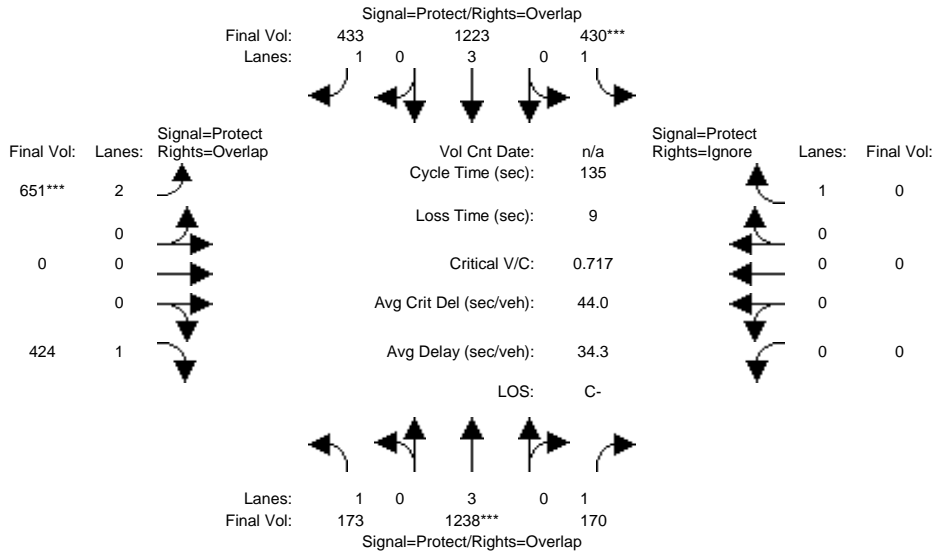 Signal=Protect/Rights=Overlap
Final Vol: 433 1223 430***
Lanes: 1 0 3 0 1
Signal=Protect Signal=Protect
Final Vol: Lanes: Rights=Overlap Vol Cnt Date: n/a Rights=Ignore Lanes: Final Vol:
Cycle Time (sec): 135
651*** 2 1 0
Loss Time (sec): 9
0 0
0 0 Critical V/C: 0.717 0 0
0 Avg Crit Del (sec/veh): 44.0 0
424 1 Avg Delay (sec/veh): 34.3 0 0
LOS: C-
Lanes: 1 0 3 0 1
Final Vol: 173 1238*** 170
Signal=Protect/Rights=Overlap